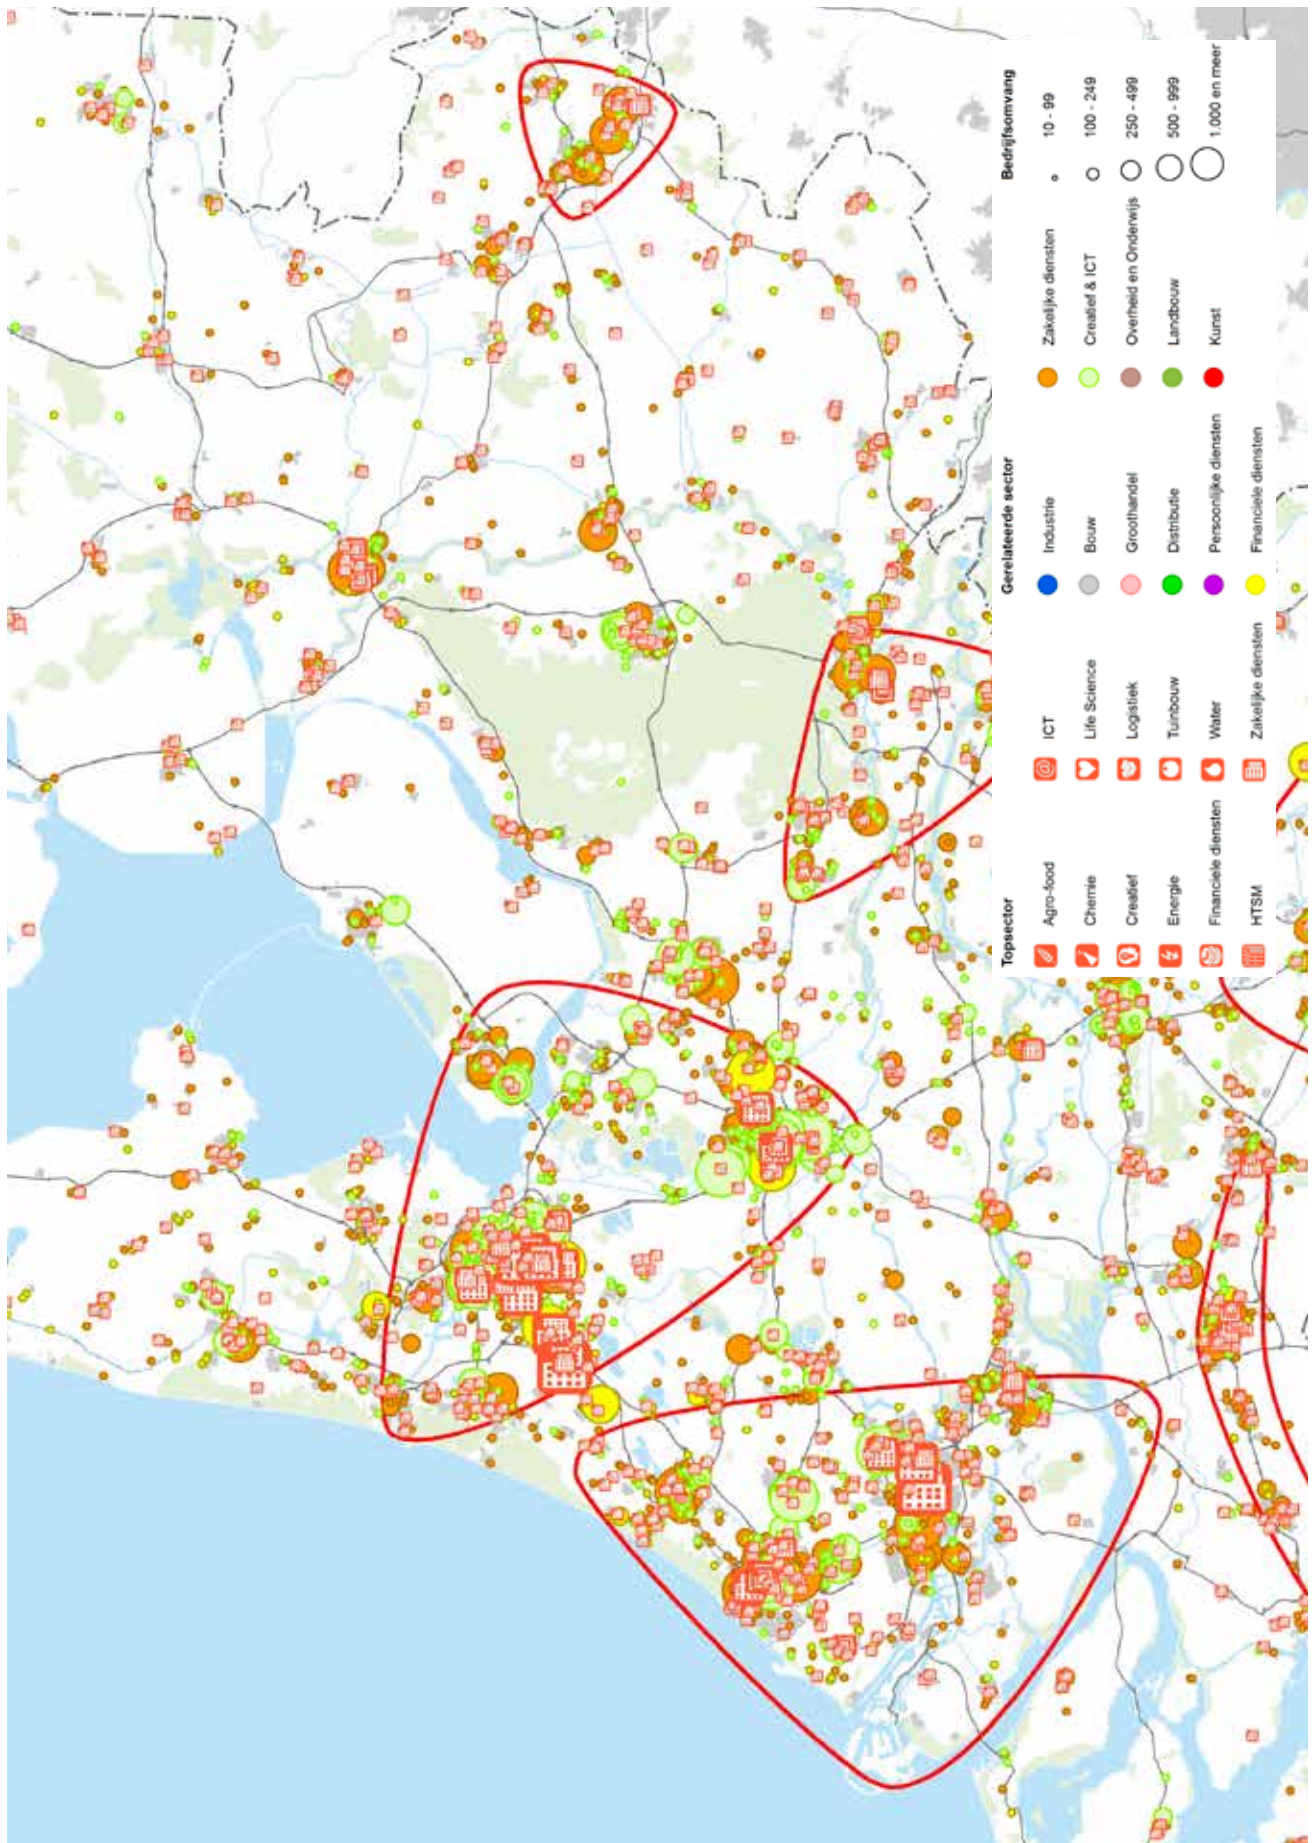 Topsector
Agro-food
Chemie
Creatief
Energie
Financiele diensten
HTSM
ICT
Life Science
Logistiek
Tuinbouw
Water
Zakelijke diensten
Gerelateerde sector
Industrie
Bouw
Groothandel
Distributie
Persoonlijke diensten
Financiele diensten
Zakelijke diensten
Creatief & ICT
Overheid en Onderwijs
Landbouw
Kunst
Bedrijfsomvang
10 - 99
100 - 249
250 - 499
500 - 999
1.000 en meer